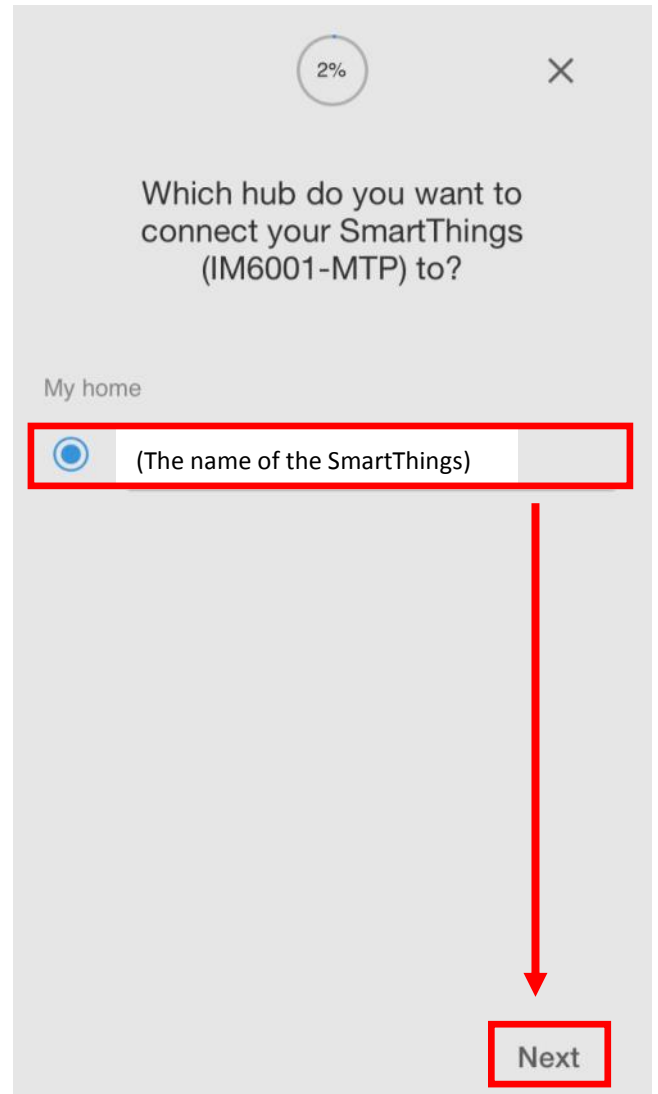 2%
Which hub do you want to
connect your SmartThings
(IM6001-MTP) to?
My home
(The name of the SmartThings)
Next